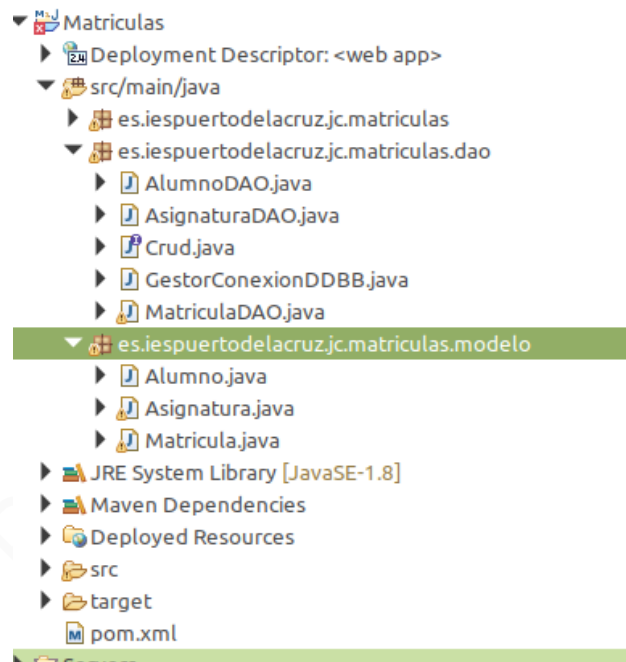 Matriculas
Deployment Descriptor: <web app>
src/main/java
es.iespuertodelacruz.jc.matriculas
es.iespuertodelacruz.jc.matriculas.dao
AlumnoDAO.java
AsignaturaDAO.java
Crud.java
GestorConexionDDBB.java
MatriculaDAO.java
es.iespuertodelacruz.jc.matriculas.modelo
Alumno.java
Asignatura.java
Matricula.java
JRE System Library [JavaSE-1.8]
Maven Dependencies
Deployed Resources
src
target
pom.xml